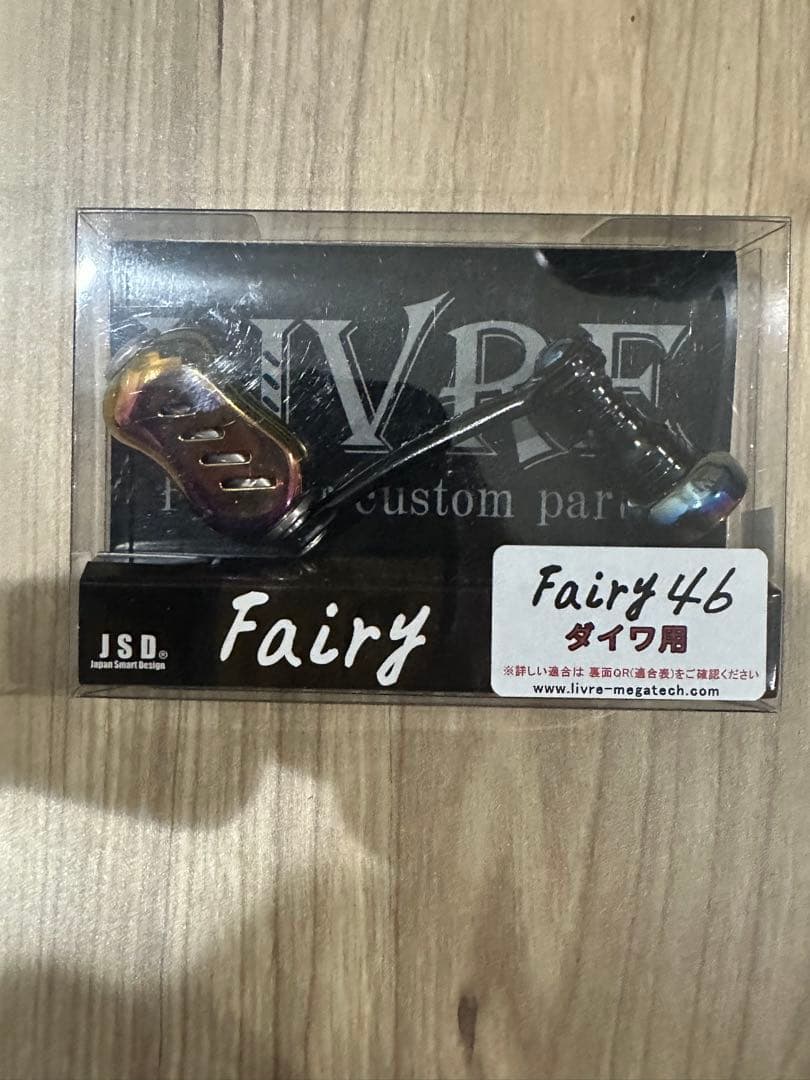 LIVRE
custom par
JSD®
Japan Smart Design
Fairy
Fairy 46
ダイワ用
※詳しい適合は 裏面QR(適合表)をご確認ください
www.livre-megatech.com